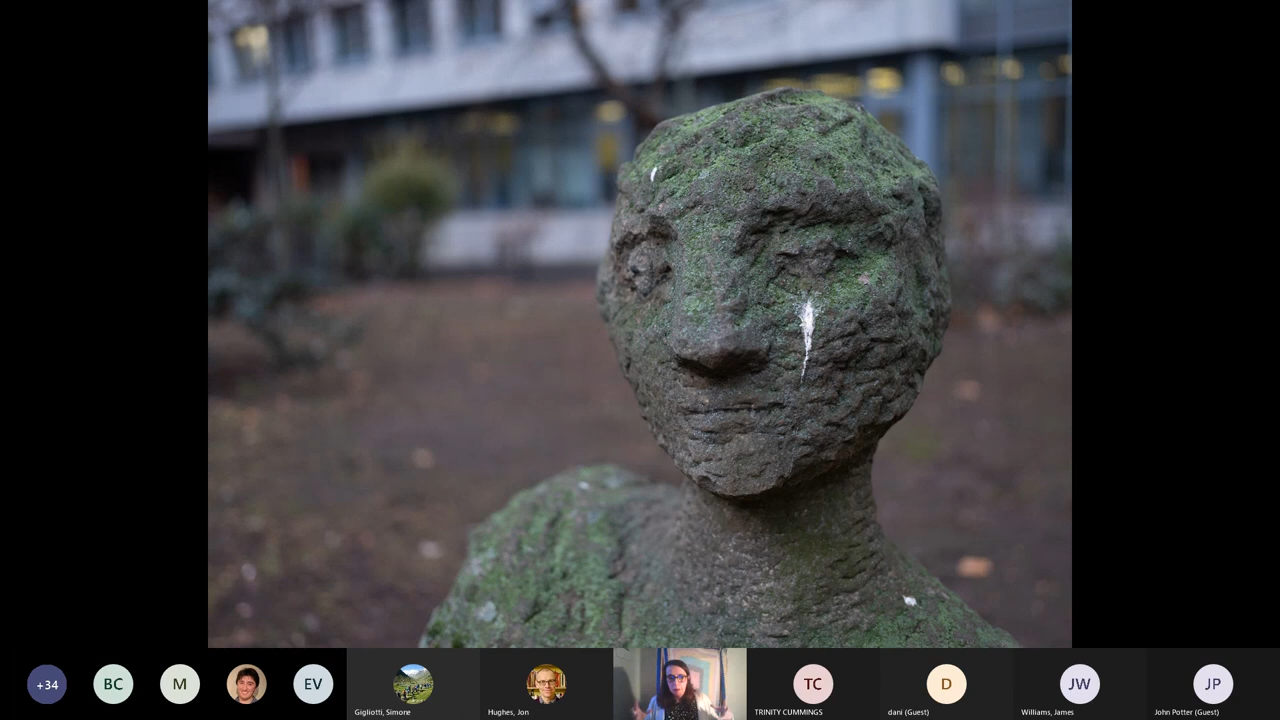 +34
BC
M
EV
Gigliotti, Simone
Hughes, Jon
TC
TRINITY CUMMINGS
D
dani (Guest)
JW
Williams, James
JP
John Potter (Guest)